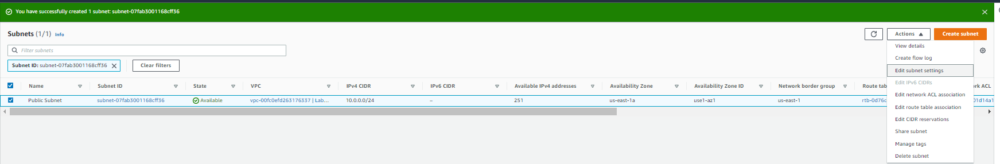 You have successfully created 1 subnet: subnet-07fab3001168cff36
Subnets (1/1) Info
Actions
Create subnet
Filter subnets
Subnet ID: subnet-07fab3001168cff36
Clear filters
View details
Create flow log
Edit subnet settings
Edit IPv6 CIDRs
Edit network ACL association
Edit route table association
Edit CIDR reservations
Share subnet
Manage tags
Delete subnet
Name Subnet ID State VPC IPv4 CIDR IPv6 CIDR Available IPv4 addresses Availability Zone Availability Zone ID Network border group Route tab ACL
Public Subnet subnet-07fab3001168cff36 Available vpc-00fc0efd263176337 | Lab... 10.0.0.0/24 – 251 us-east-1a use1-az1 us-east-1 rtb-0d76c 01d14a1